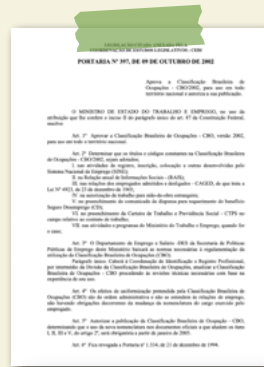 LEGISLAÇÃO CITADA ANEXADA PELA
COORDENAÇÃO DE ESTUDOS LEGISLATIVOS - CEDI
PORTARIA Nº 397, DE 09 DE OUTUBRO DE 2002
Aprova a Classificação Brasileira de
Ocupações - CBO/2002, para uso em todo
território nacional e autoriza a sua publicação.
O MINISTRO DE ESTADO DO TRABALHO E EMPREGO, no uso da
atribuição que lhe confere o inciso II do parágrafo único do art. 87 da Constituição Federal,
resolve:
Art. 1º Aprovar a Classificação Brasileira de Ocupações - CBO, versão 2002,
para uso em todo o território nacional.
Art. 2º Determinar que os títulos e códigos constantes na Classificação Brasileira
de Ocupações - CBO/2002, sejam adotados:
I. nas atividades de registro, inscrição, colocação e outras desenvolvidas pelo
Sistema Nacional de Emprego (SINE);
II. na Relação anual de Informações Sociais - (RAIS);
III. nas relações dos empregados admitidos e desligados - CAGED, de que trata a
Lei Nº 4923, de 23 de dezembro de 1965;
IV. na autorização de trabalho para mão-de-obra estrangeira;
V. no preenchimento do comunicado de dispensa para requerimento do benefício
Seguro Desemprego (CD);
VI. no preenchimento da Carteira de Trabalho e Previdência Social - CTPS no
campo relativo ao contrato de trabalho;
VII. nas atividades e programas do Ministério do Trabalho e Emprego, quando for
o caso;
Art. 3º O Departamento de Emprego e Salário -DES da Secretaria de Políticas
Públicas de Emprego deste Ministério baixará as normas necessárias à regulamentação da
utilização da Classificação Brasileira de Ocupações (CBO).
Parágrafo único. Caberá à Coordenação de Identificação e Registro Profissional,
por intermédio da Divisão da Classificação Brasileira de Ocupações, atualizar a Classificação
Brasileira de Ocupações - CBO procedendo às revisões técnicas necessárias com base na
experiência de seu uso.
Art. 4º Os efeitos de uniformização pretendida pela Classificação Brasileira de
Ocupações (CBO) são de ordem administrativa e não se estendem às relações de emprego,
não havendo obrigações decorrentes da mudança da nomenclatura do cargo exercido pelo
empregado.
Art. 5º Autorizar a publicação da Classificação Brasileira de Ocupação - CBO,
determinando que o uso da nova nomenclatura nos documentos oficiais a que aludem os itens
I, II, III e V, do artigo 2º, será obrigatória a partir de janeiro de 2003.
Art. 6º Fica revogada a Portaria nº 1.334, de 21 de dezembro de 1994.